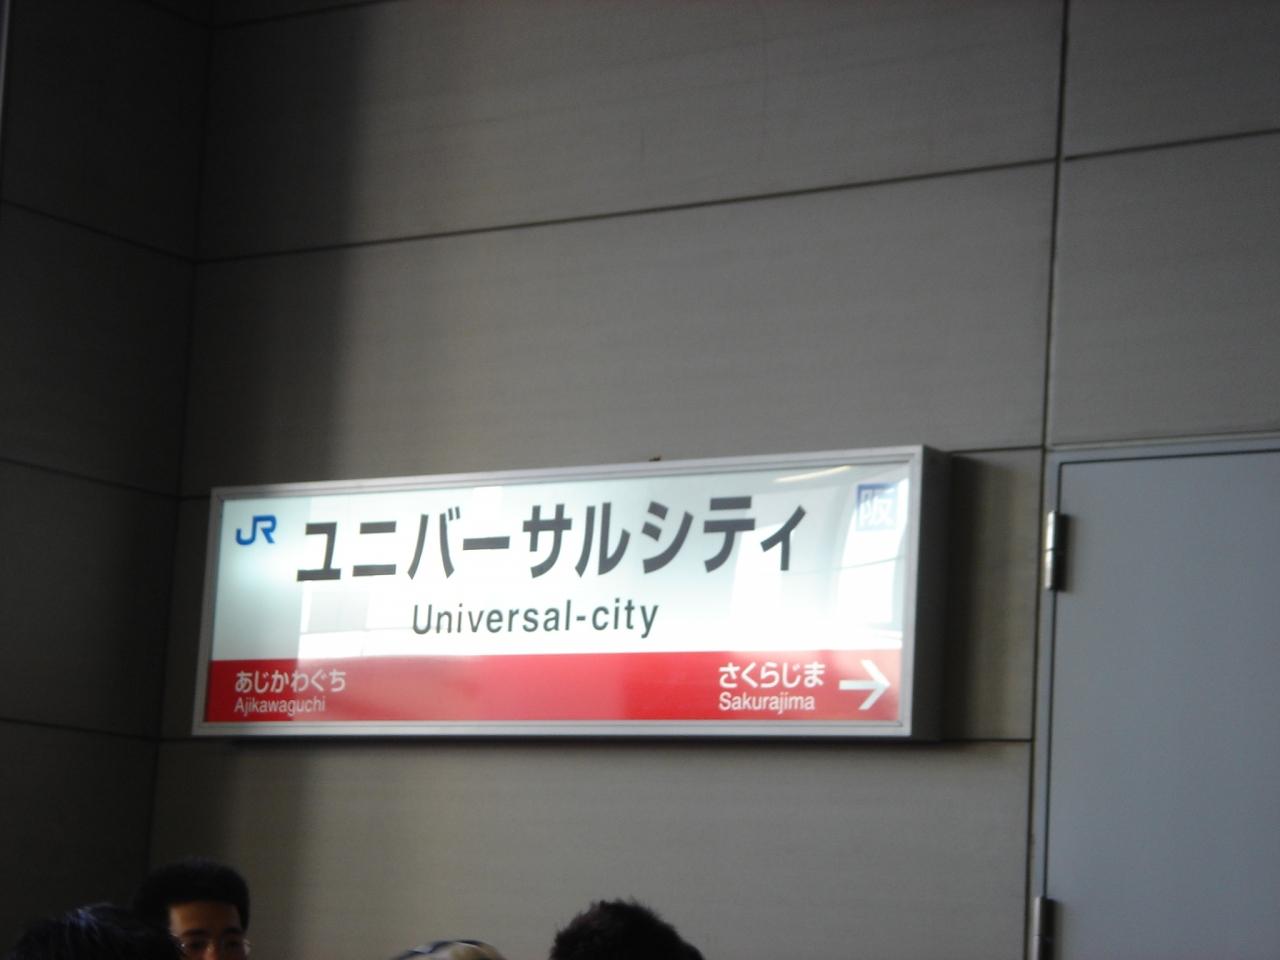 JR ユニバーサルシティ 阪
Universal-city
あじかわぐち さくらじま →
Ajikawaguchi Sakurajima